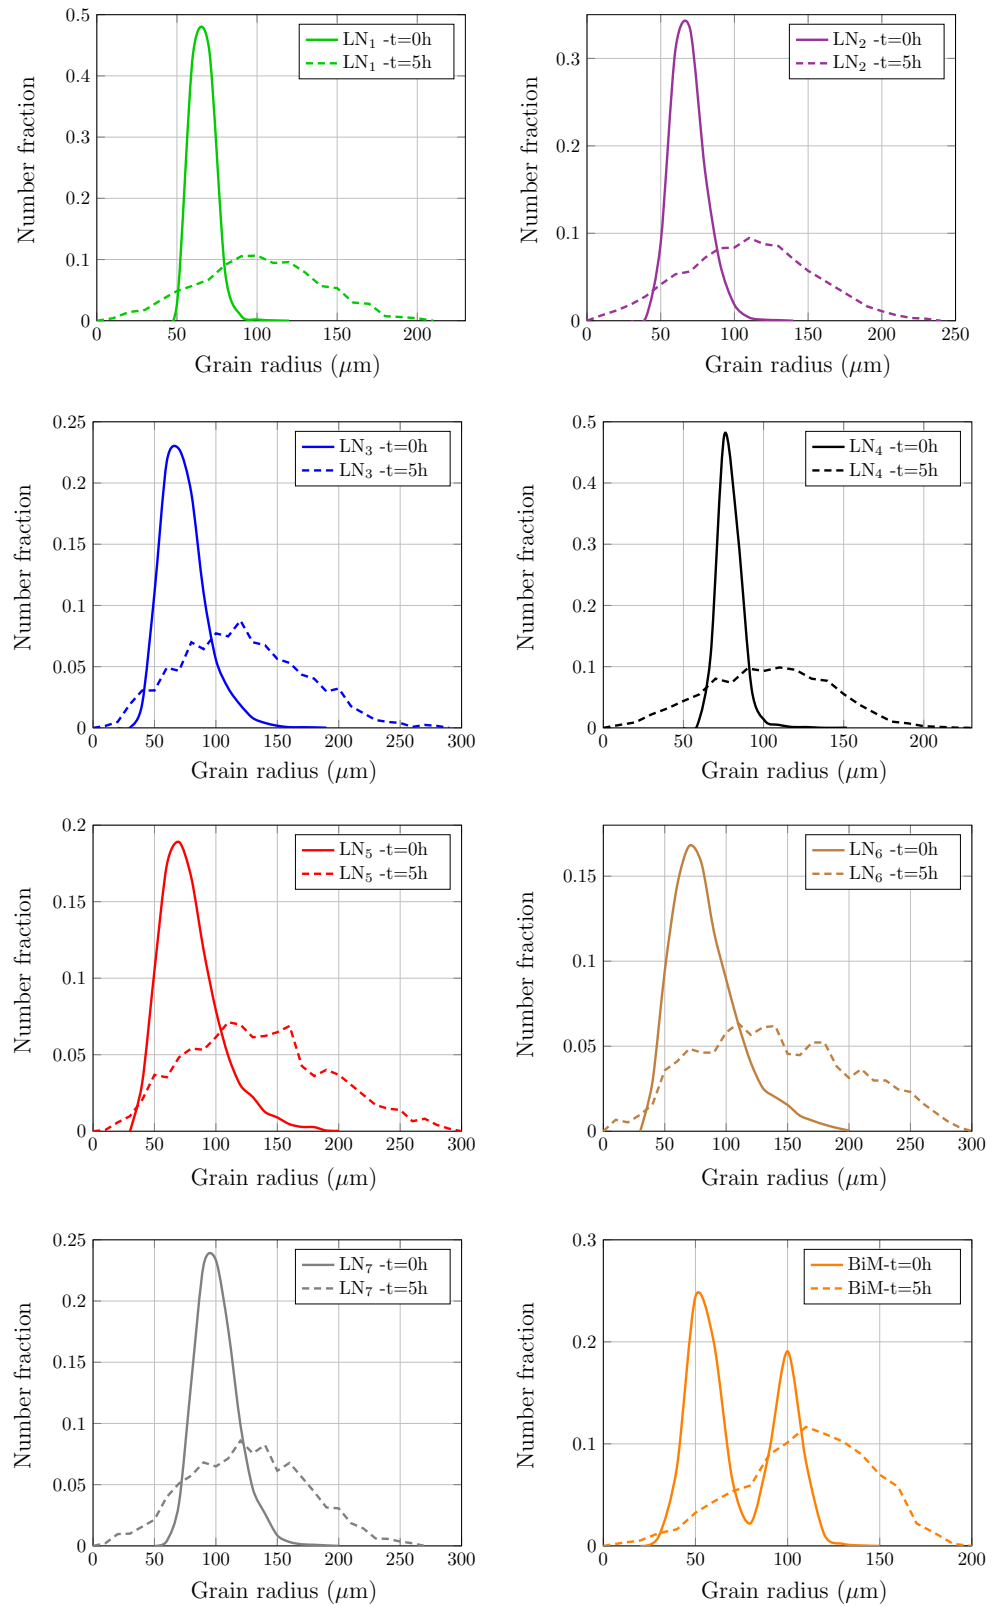 0.5
0.4
0.3
0.2
0.1
0
Number fraction
0 50 100 150 200
Grain radius (μm)
LN₁ -t=0h
LN₁ -t=5h
0.3
0.2
0.1
0
Number fraction
0 50 100 150 200 250
Grain radius (μm)
LN₂ -t=0h
LN₂ -t=5h
0.25
0.2
0.15
0.1
0.05
0
Number fraction
0 50 100 150 200 250 300
Grain radius (μm)
LN₃ -t=0h
LN₃ -t=5h
0.5
0.4
0.3
0.2
0.1
0
Number fraction
0 50 100 150 200
Grain radius (μm)
LN₄ -t=0h
LN₄ -t=5h
0.2
0.15
0.1
0.05
0
Number fraction
0 50 100 150 200 250 300
Grain radius (μm)
LN₅ -t=0h
LN₅ -t=5h
0.15
0.1
0.05
0
Number fraction
0 50 100 150 200 250 300
Grain radius (μm)
LN₆ -t=0h
LN₆ -t=5h
0.25
0.2
0.15
0.1
0.05
0
Number fraction
0 50 100 150 200 250 300
Grain radius (μm)
LN₇ -t=0h
LN₇ -t=5h
0.3
0.2
0.1
0
Number fraction
0 50 100 150 200
Grain radius (μm)
BiM-t=0h
BiM-t=5h